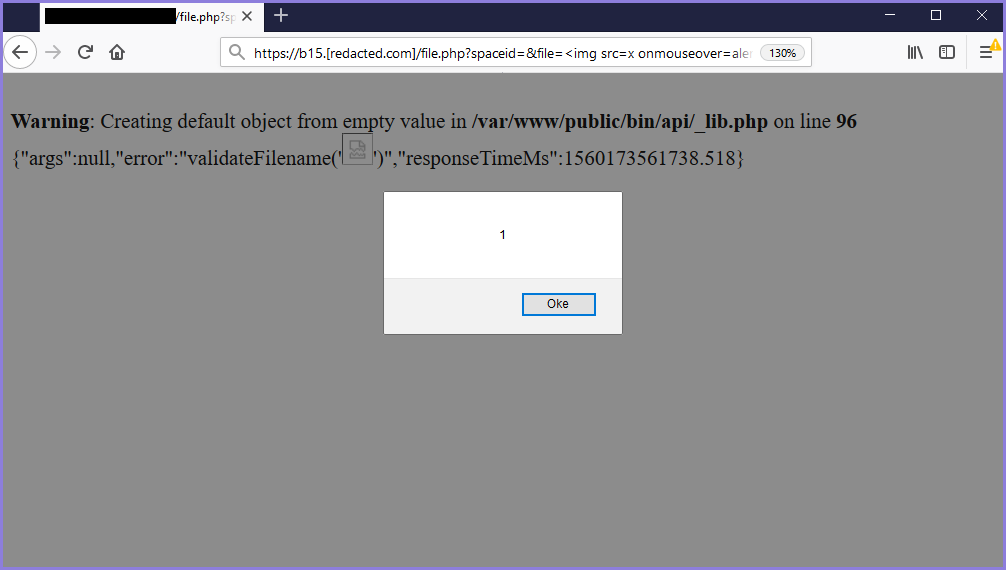 /file.php?sp
https://b15.[redacted.com]/file.php?spaceid=&file=<img src=x onmouseover=aler
130%
Warning: Creating default object from empty value in /var/www/public/bin/api/_lib.php on line 96
{"args":null,"error":"validateFilename('')","responseTimeMs":1560173561738.518}
1
Oke